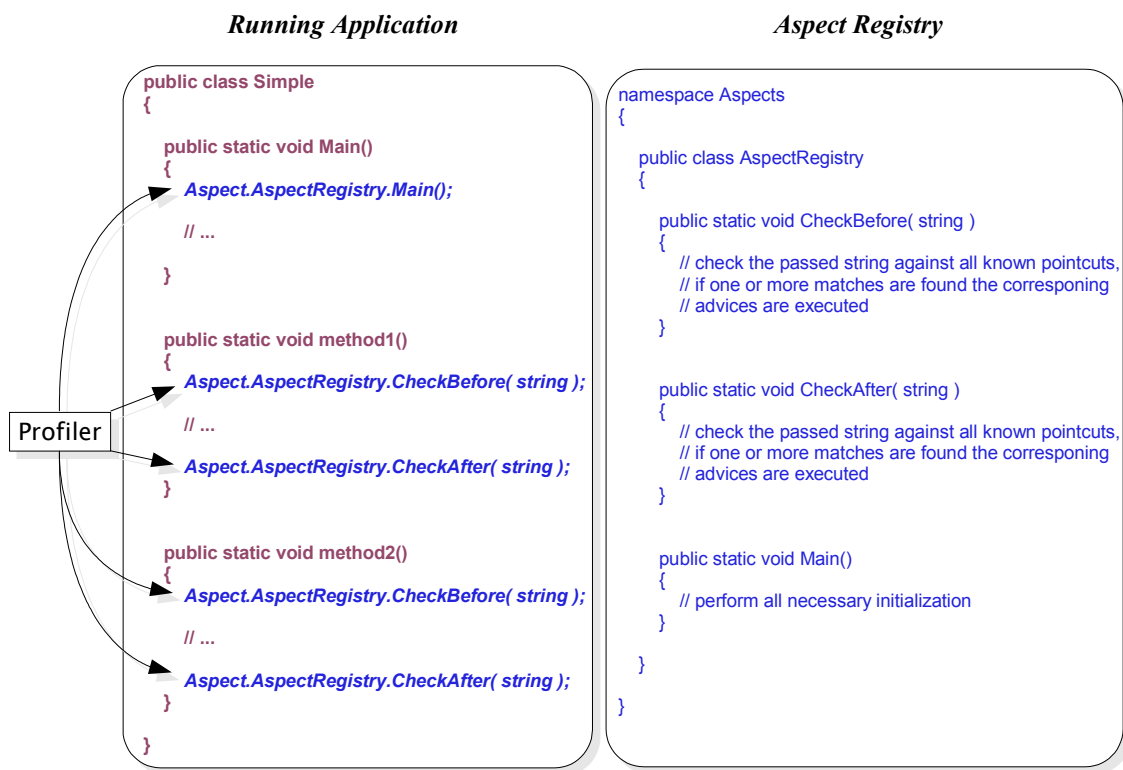 Running Application
public class Simple
{
public static void Main()
{
Aspect.AspectRegistry.Main();
// ...
}
public static void method1()
{
Aspect.AspectRegistry.CheckBefore( string );
// ...
Aspect.AspectRegistry.CheckAfter( string );
}
public static void method2()
{
Aspect.AspectRegistry.CheckBefore( string );
// ...
Aspect.AspectRegistry.CheckAfter( string );
}
}
Profiler
Aspect Registry
namespace Aspects
{
public class AspectRegistry
{
public static void CheckBefore( string )
{
// check the passed string against all known pointcuts,
// if one or more matches are found the corresponing
// advices are executed
}
public static void CheckAfter( string )
{
// check the passed string against all known pointcuts,
// if one or more matches are found the corresponing
// advices are executed
}
public static void Main()
{
// perform all necessary initialization
}
}
}